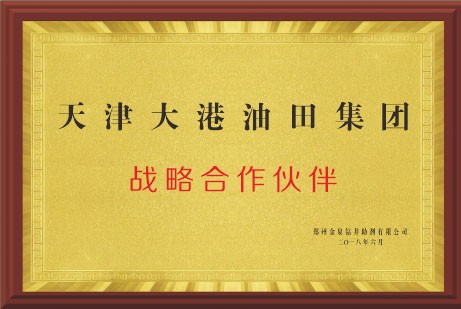 天津大港油田集团
战略合作伙伴
郑州金泉钻井助剂有限公司
二〇一八年六月